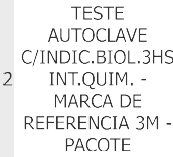 TESTE
AUTOCLAVE
C/INDIC.BIOL.3HS
2 INT.QUIM. -
MARCA DE
REFERENCIA 3M -
PACOTE